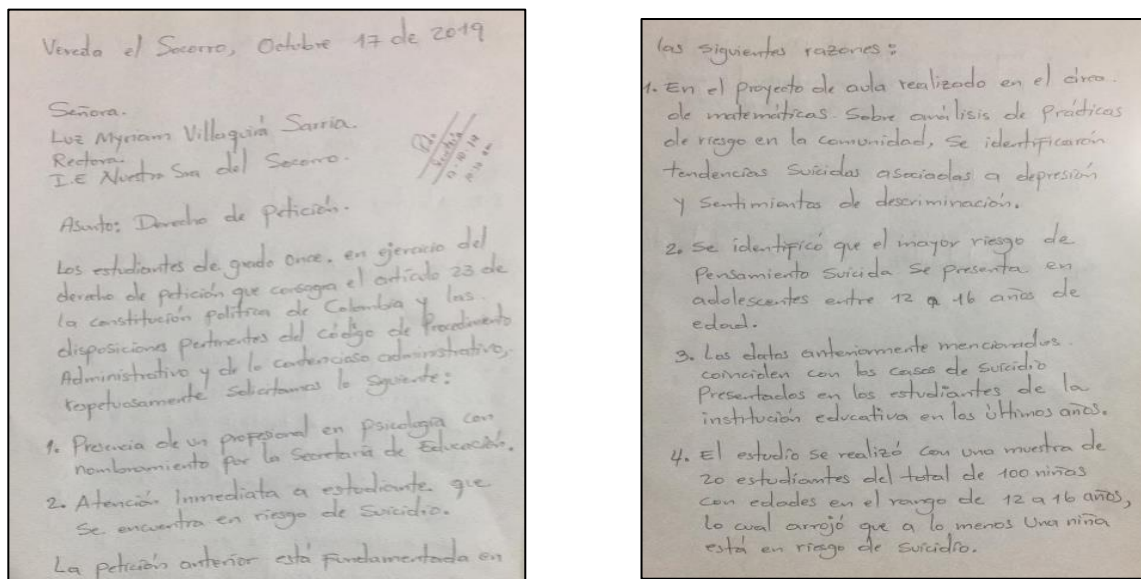 Vereda el Socorro, Octubre 17 de 2019
Señora.
Luz Myriam Villaquirá Sarria.
Rectora.
I.E Nuestra Sra del Socorro.
Asunto: Derecho de petición.
Los estudiantes de grado once, en ejercicio del
derecho de petición que consagra el artículo 23 de
la constitución política de Colombia y las
disposiciones pertinentes del código de Procedimiento
Administrativo y de lo contencioso administrativo,
respetuosamente solicitamos lo siguiente:
1. Presencia de un profesional en psicología con
nombramiento por la Secretaría de Educación.
2. Atención Inmediata a estudiante que
se encuentra en riesgo de Suicidio.
La petición anterior está fundamentada en
las siguientes razones:
1. En el proyecto de aula realizado en el área
de matemáticas. Sobre análisis de Prácticas
de riesgo en la comunidad, se identificarón
tendencias Suicidas asociadas a depresión
y sentimientos de descriminación.
2. Se identificó que el mayor riesgo de
Pensamiento Suicida se presenta en
adolescentes entre 12 a 16 años de
edad.
3. Los datos anteriormente mencionados
coinciden con los casos de suicidio
Presentados en los estudiantes de la
institución educativa en los últimos años.
4. El estudio se realizó con una muestra de
20 estudiantes del total de 100 niños
con edades en el rango de 12 a 16 años,
lo cual arrojó que a lo menos una niña
está en riesgo de suicidio.